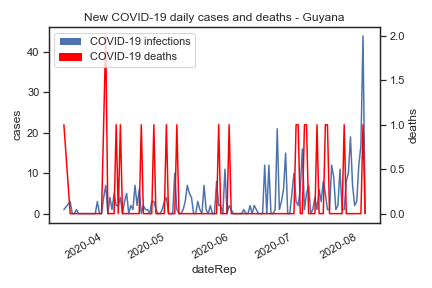 New COVID-19 daily cases and deaths - Guyana
COVID-19 infections
COVID-19 deaths
cases
40
30
20
10
0
2.0
1.5
1.0
0.5
0.0
deaths
2020-04
2020-05
2020-06
2020-07
2020-08
dateRep